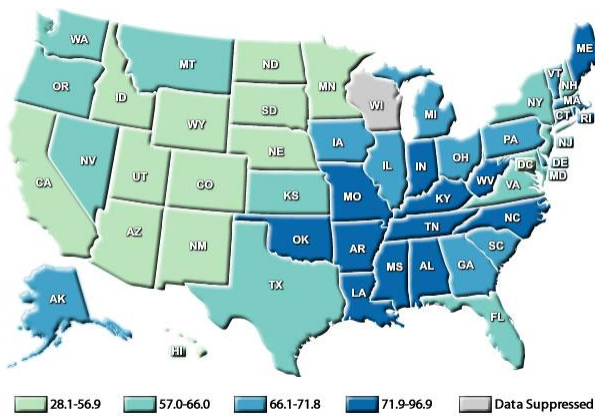 WA
MT
ND
MN
ME
OR
ID
SD
WI
VT
NH
NY
MA
WY
MI
CT
RI
IA
PA
NE
NJ
NV
OH
IL
IN
DE
UT
DC
MD
CA
CO
WV
VA
KS
MO
KY
NC
TN
AZ
OK
NM
AR
SC
MS
AL
GA
TX
AK
LA
FL
HI
28.1-56.9
57.0-66.0
66.1-71.8
71.9-96.9
Data Suppressed